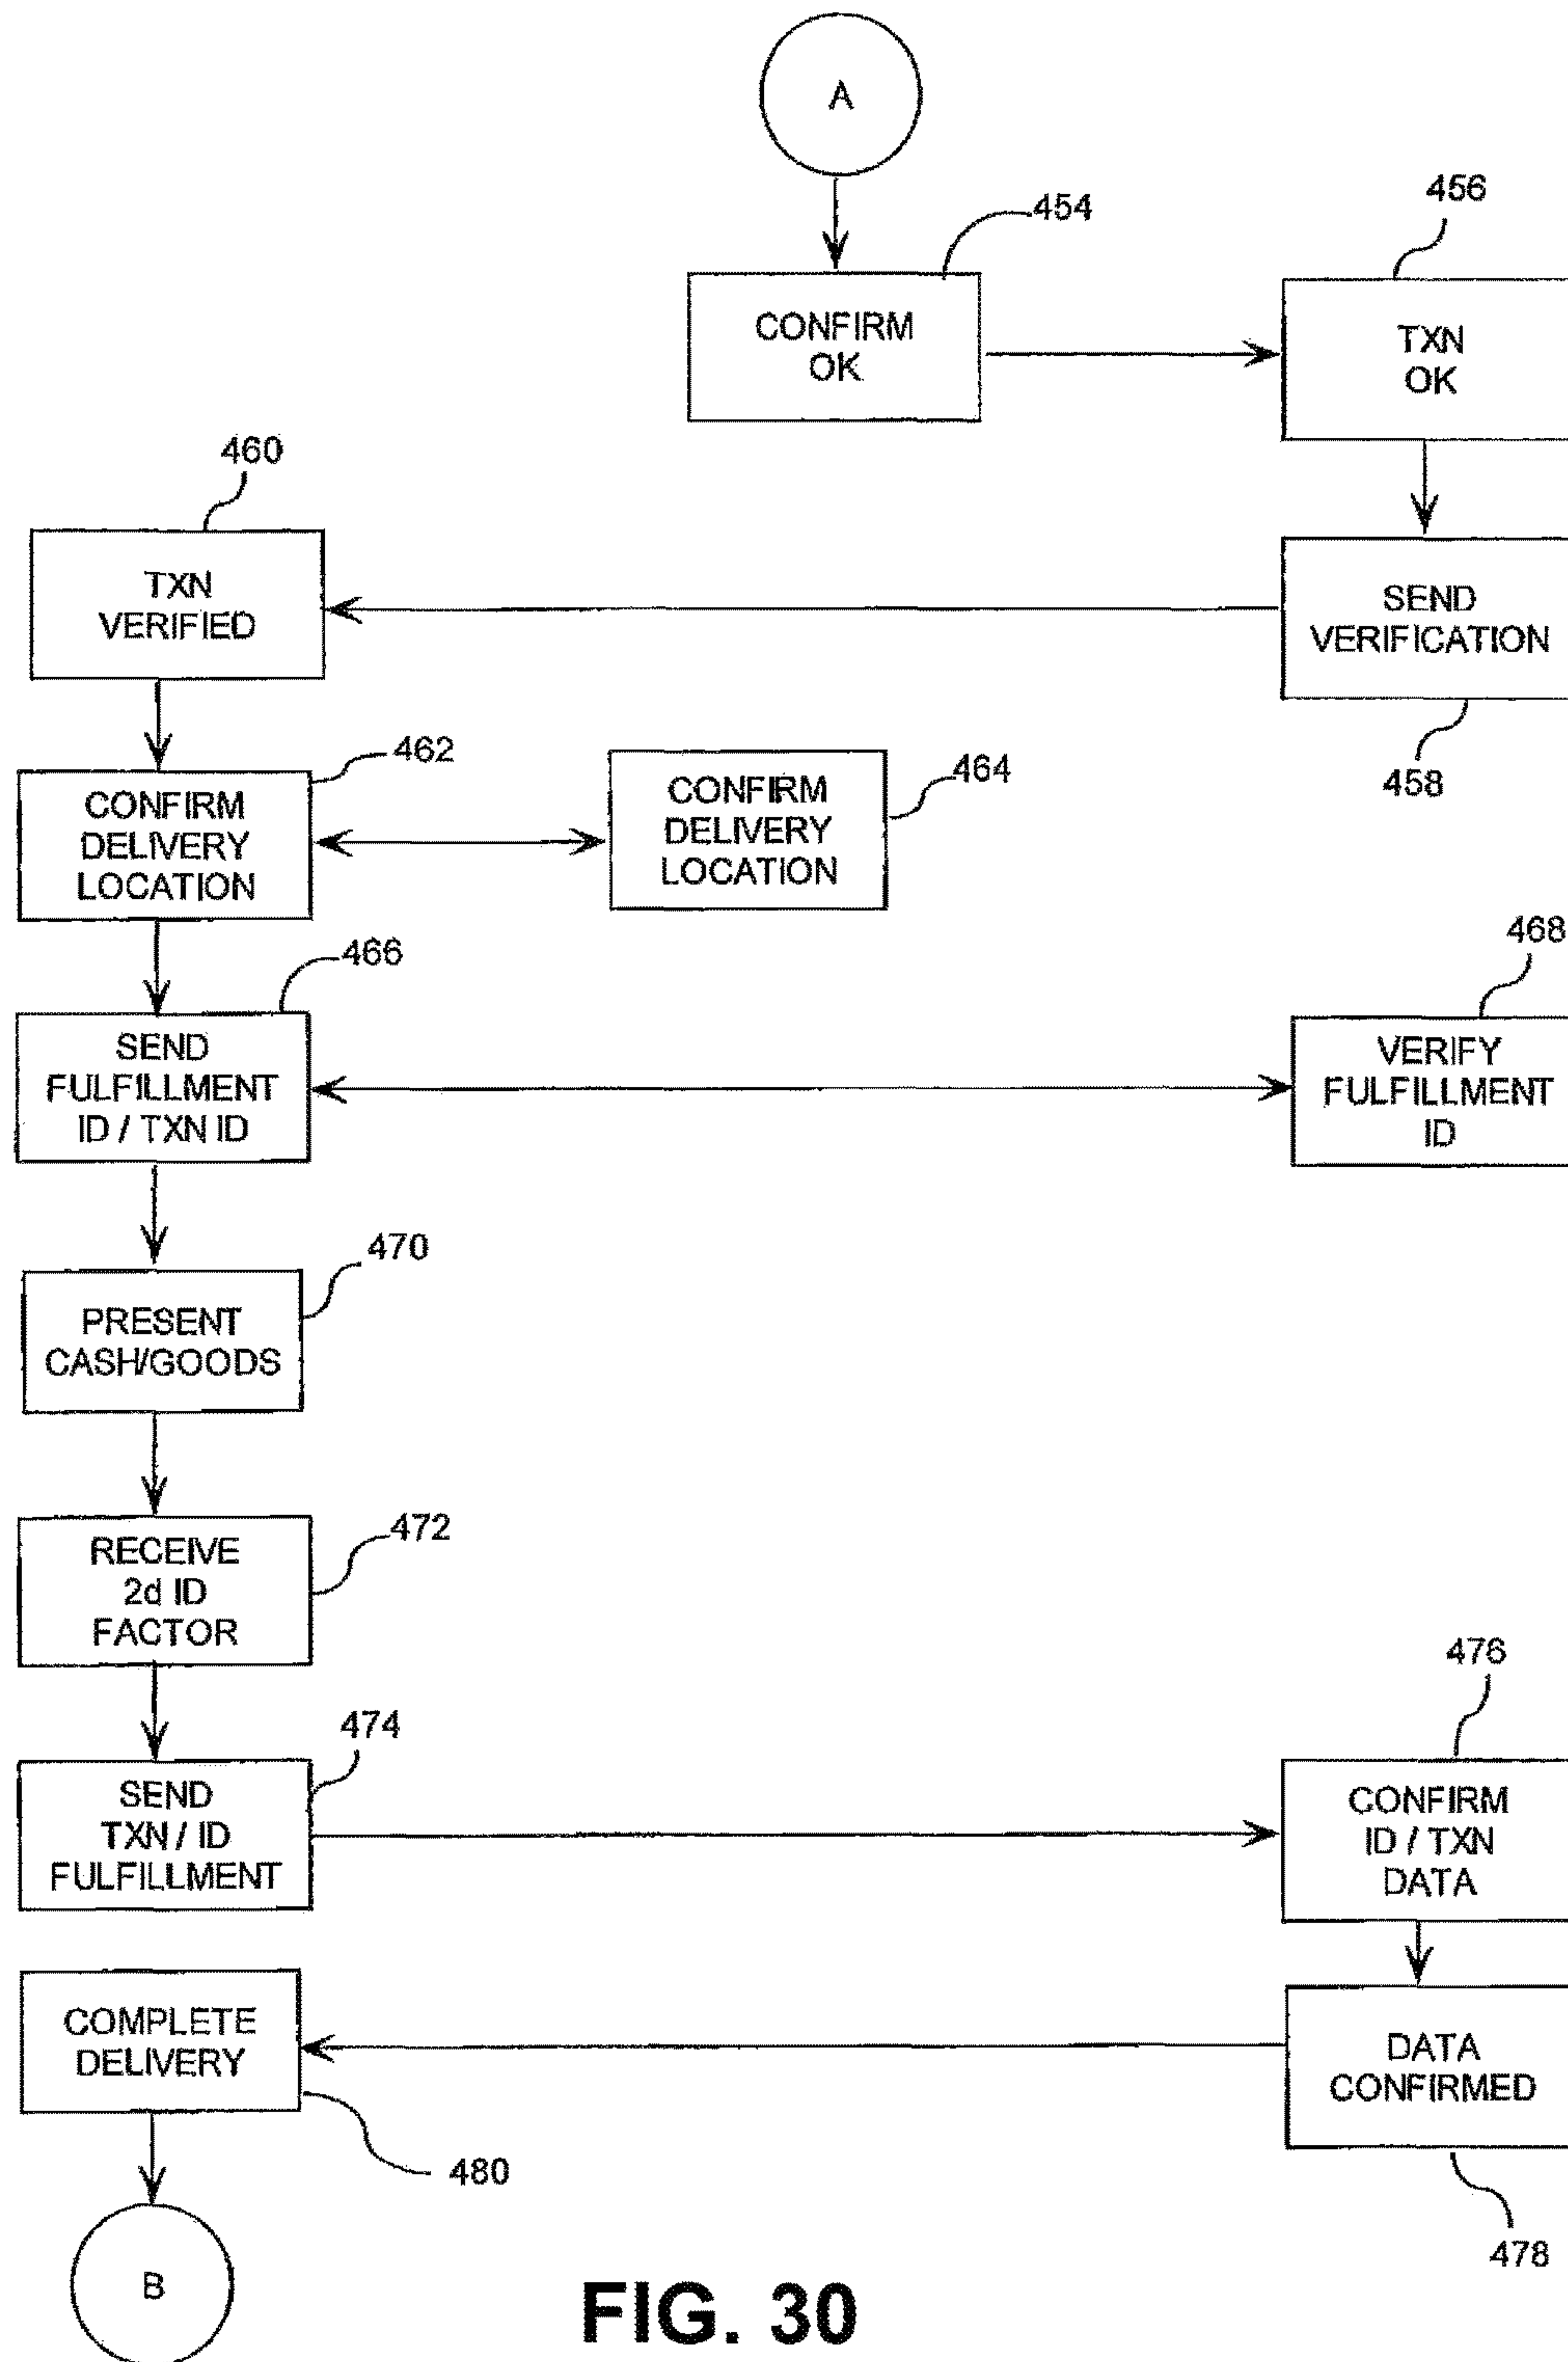 A
454
456
CONFIRM
OK
TXN
OK
460
TXN
VERIFIED
SEND
VERIFICATION
458
462
CONFIRM
DELIVERY
LOCATION
CONFIRM
DELIVERY
LOCATION
464
466
468
SEND
FULFILLMENT
ID / TXN ID
VERIFY
FULFILLMENT
ID
470
PRESENT
CASH/GOODS
472
RECEIVE
2d ID
FACTOR
474
476
SEND
TXN / ID
FULFILLMENT
CONFIRM
ID / TXN
DATA
COMPLETE
DELIVERY
DATA
CONFIRMED
480
478
B
FIG. 30